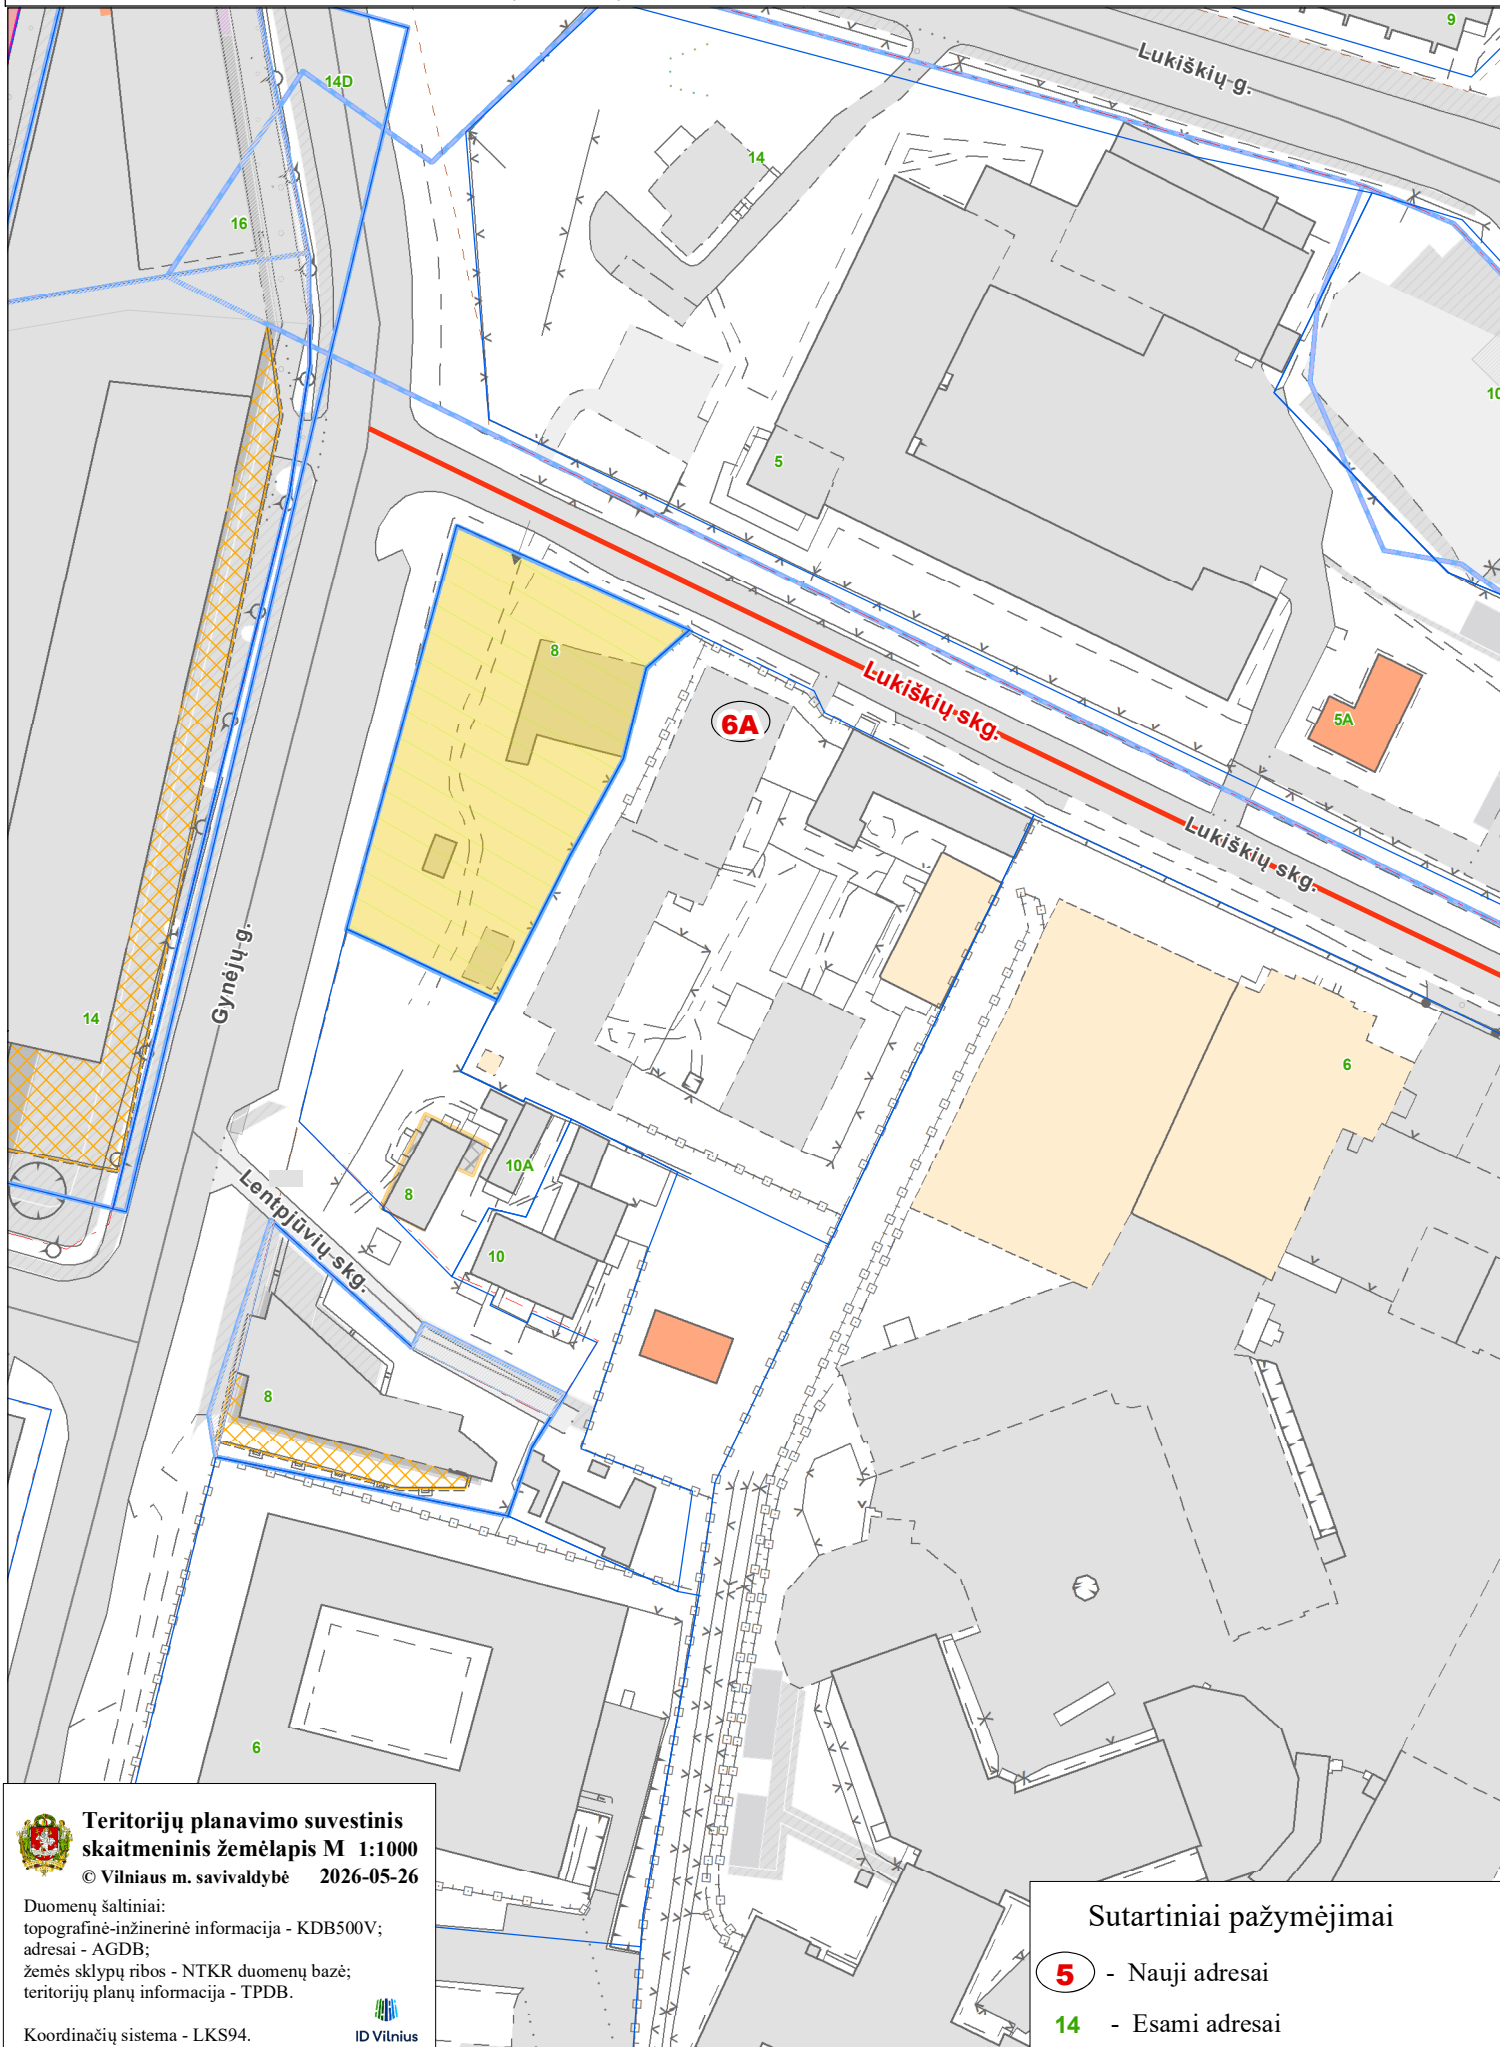 9
Lukiškių g.
14D
14
16
10
5
8
Lukiškių skg.
6A
5A
Lukiškių skg.
Gynėjų g.
14
6
10A
8
Lentpjūvių skg.
10
8
6
Teritorijų planavimo suvestinis
skaitmeninis žemėlapis M 1:1000
© Vilniaus m. savivaldybė 2026-05-26
Duomenų šaltiniai:
topografinė-inžinerinė informacija - KDB500V;
adresai - AGDB;
žemės sklypų ribos - NTKR duomenų bazė;
teritorijų planų informacija - TPDB.
Koordinačių sistema - LKS94.
ID Vilnius
Sutartiniai pažymėjimai
5 - Nauji adresai
14 - Esami adresai